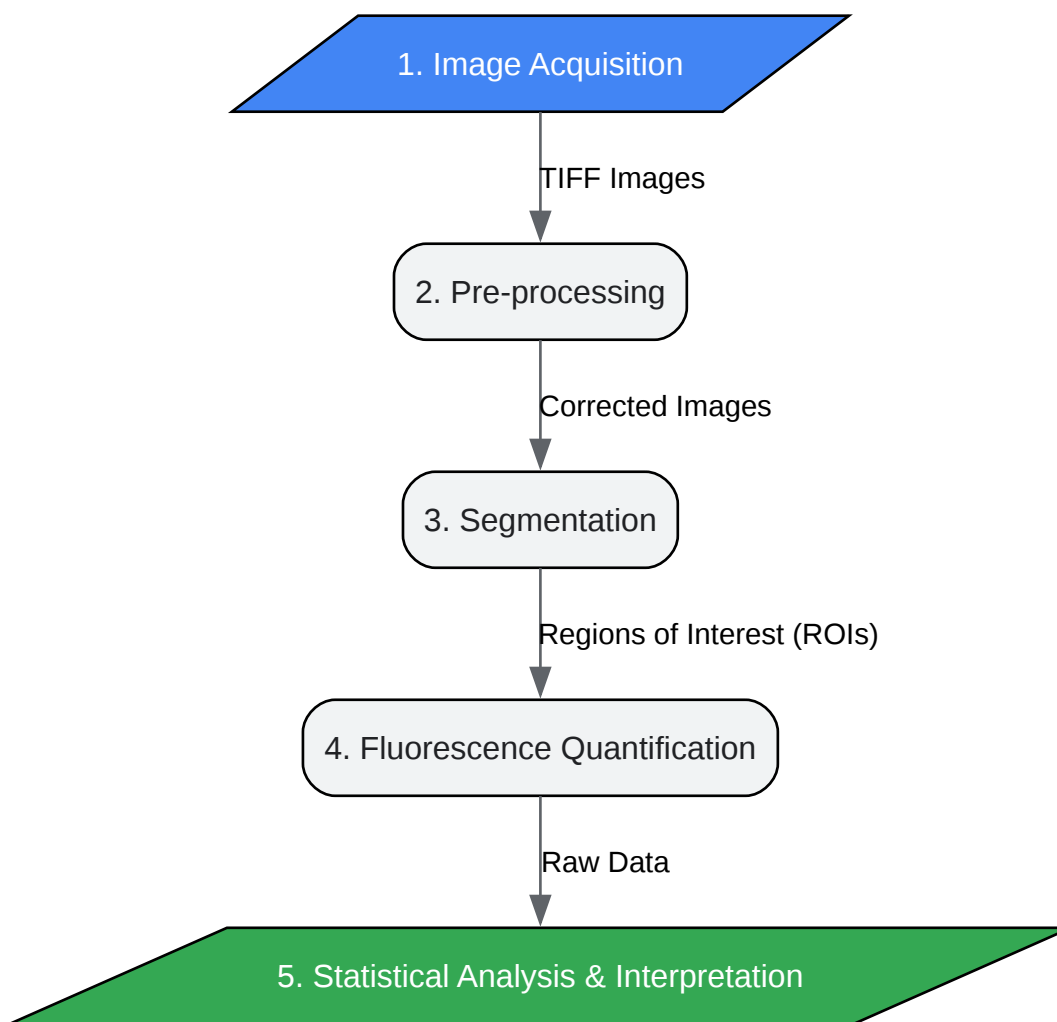 1. Image Acquisition
TIFF Images
2. Pre-processing
Corrected Images
3. Segmentation
Regions of Interest (ROIs)
4. Fluorescence Quantification
Raw Data
5. Statistical Analysis & Interpretation